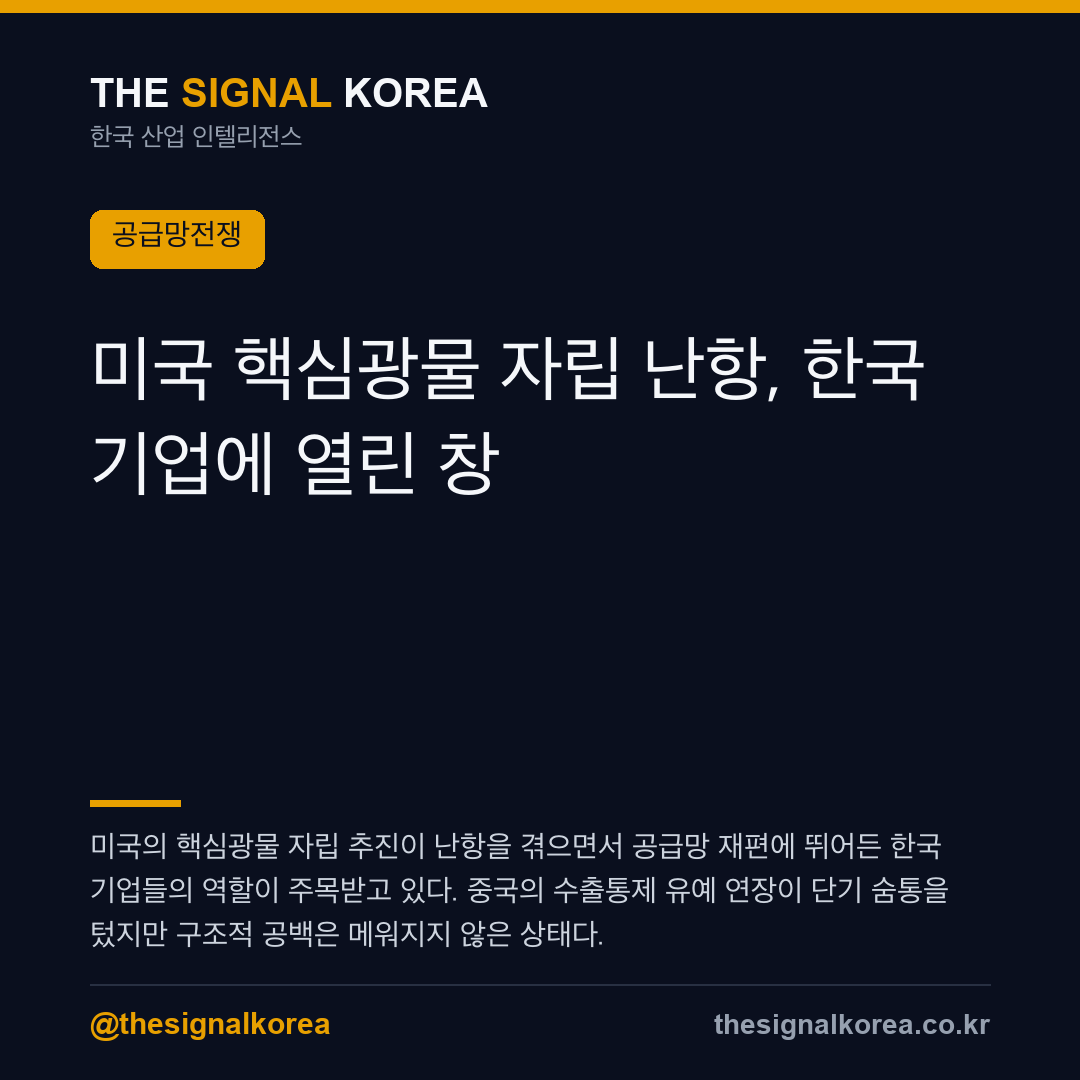 THE SIGNAL KOREA
한국 산업 인텔리전스
공급망전쟁
미국 핵심광물 자립 난항, 한국
기업에 열린 창
미국의 핵심광물 자립 추진이 난항을 겪으면서 공급망 재편에 뛰어든 한국
기업들의 역할이 주목받고 있다. 중국의 수출통제 유예 연장이 단기 숨통을
텄지만 구조적 공백은 메워지지 않은 상태다.
@thesignalkorea
thesignalkorea.co.kr